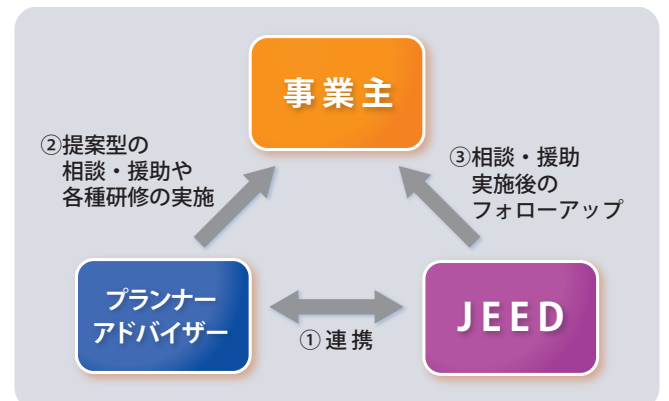 事業主
②提案型の
相談・援助や
各種研修の実施
③相談・援助
実施後の
フォローアップ
プランナー
アドバイザー
①連携
JEED